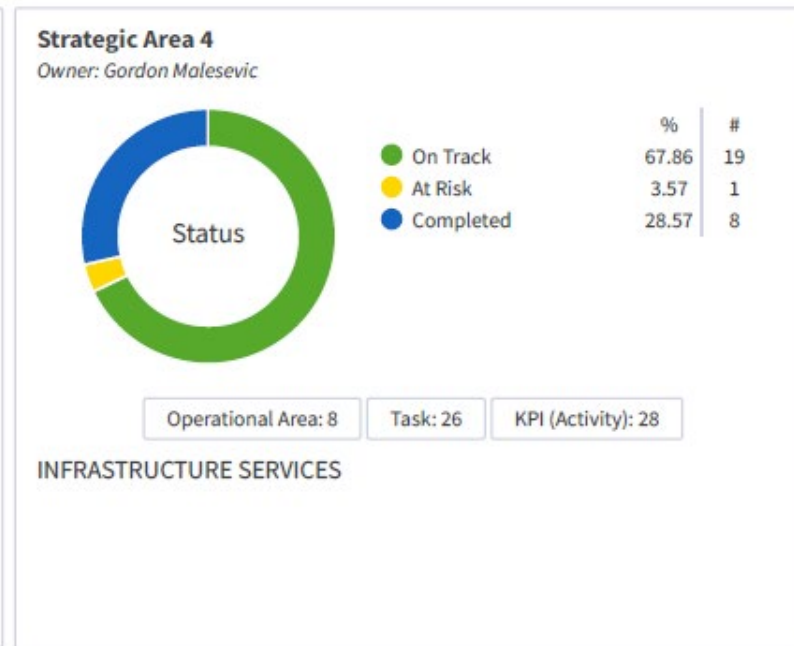 Strategic Area 4
Owner: Gordon Malesevic
% #
On Track 67.86 19
At Risk 3.57 1
Completed 28.57 8
Status
Operational Area: 8 Task: 26 KPI (Activity): 28
INFRASTRUCTURE SERVICES